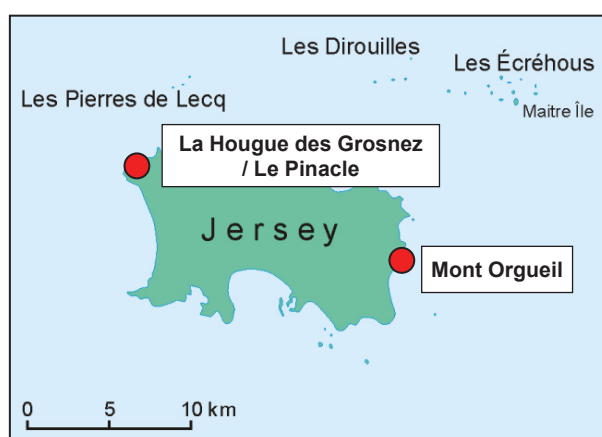 Les Dirouilles
Les Écréhous
Les Pierres de Lecq
Maitre Île
La Hougue des Grosnez
/ Le Pinacle
Jersey
Mont Orgueil
0 5 10 km